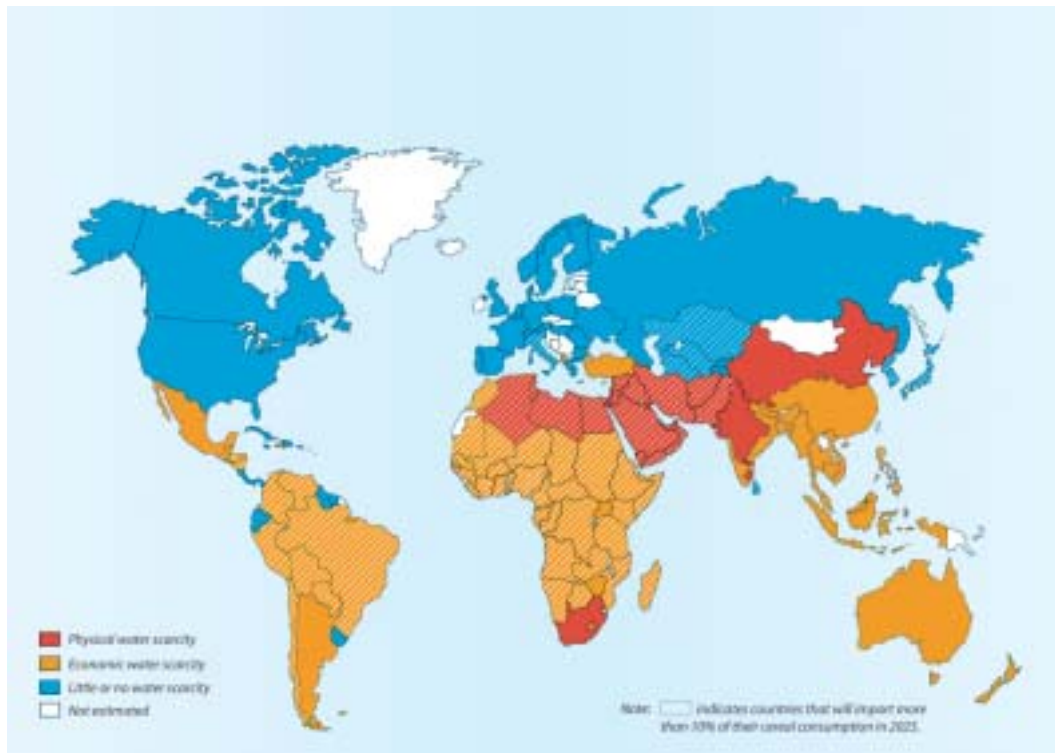 Physical water scarcity
Economic water scarcity
Little or no water scarcity
Not estimated
Note: indicates countries that will import more
than 10% of their cereal consumption in 2025.